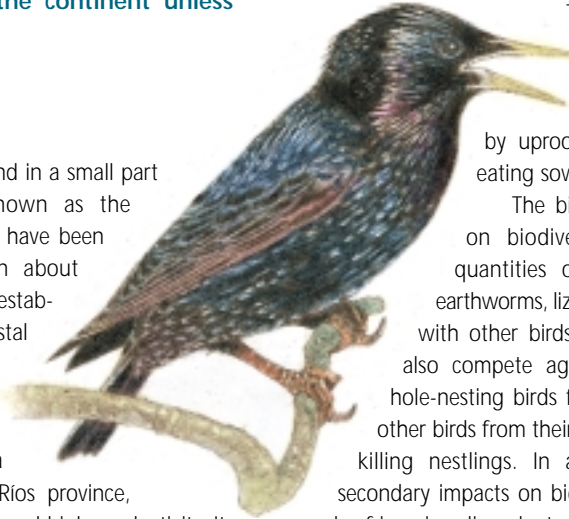 the continent unless
nd in a small part
nown as the
have been
n about
estab-
stal
Ríos province,
by uproo
eating sow
The bi
on biodive
quantities o
earthworms, liz
with other birds
also compete ag
hole-nesting birds f
other birds from their
killing nestlings. In a
secondary impacts on bio